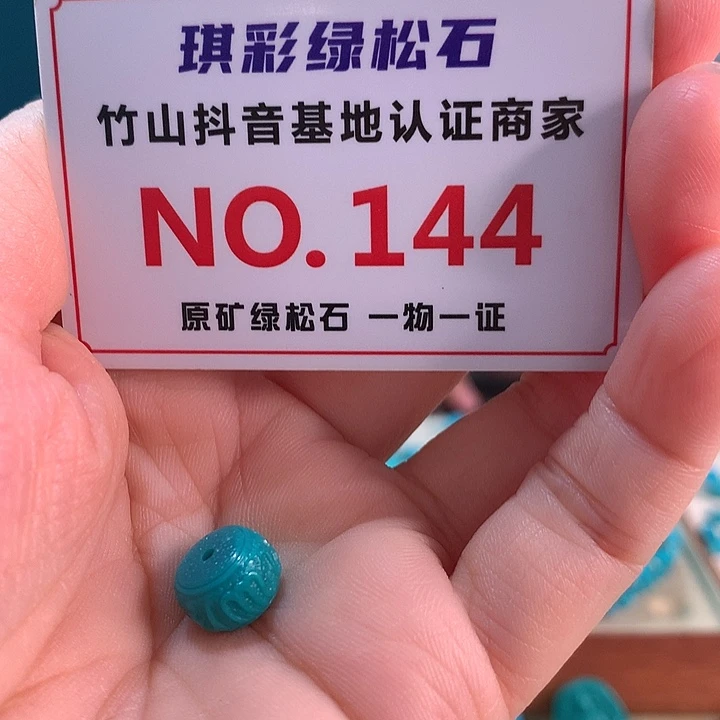 琪彩绿松石
竹山抖音基地认证商家
NO.144
原矿绿松石 一物一证